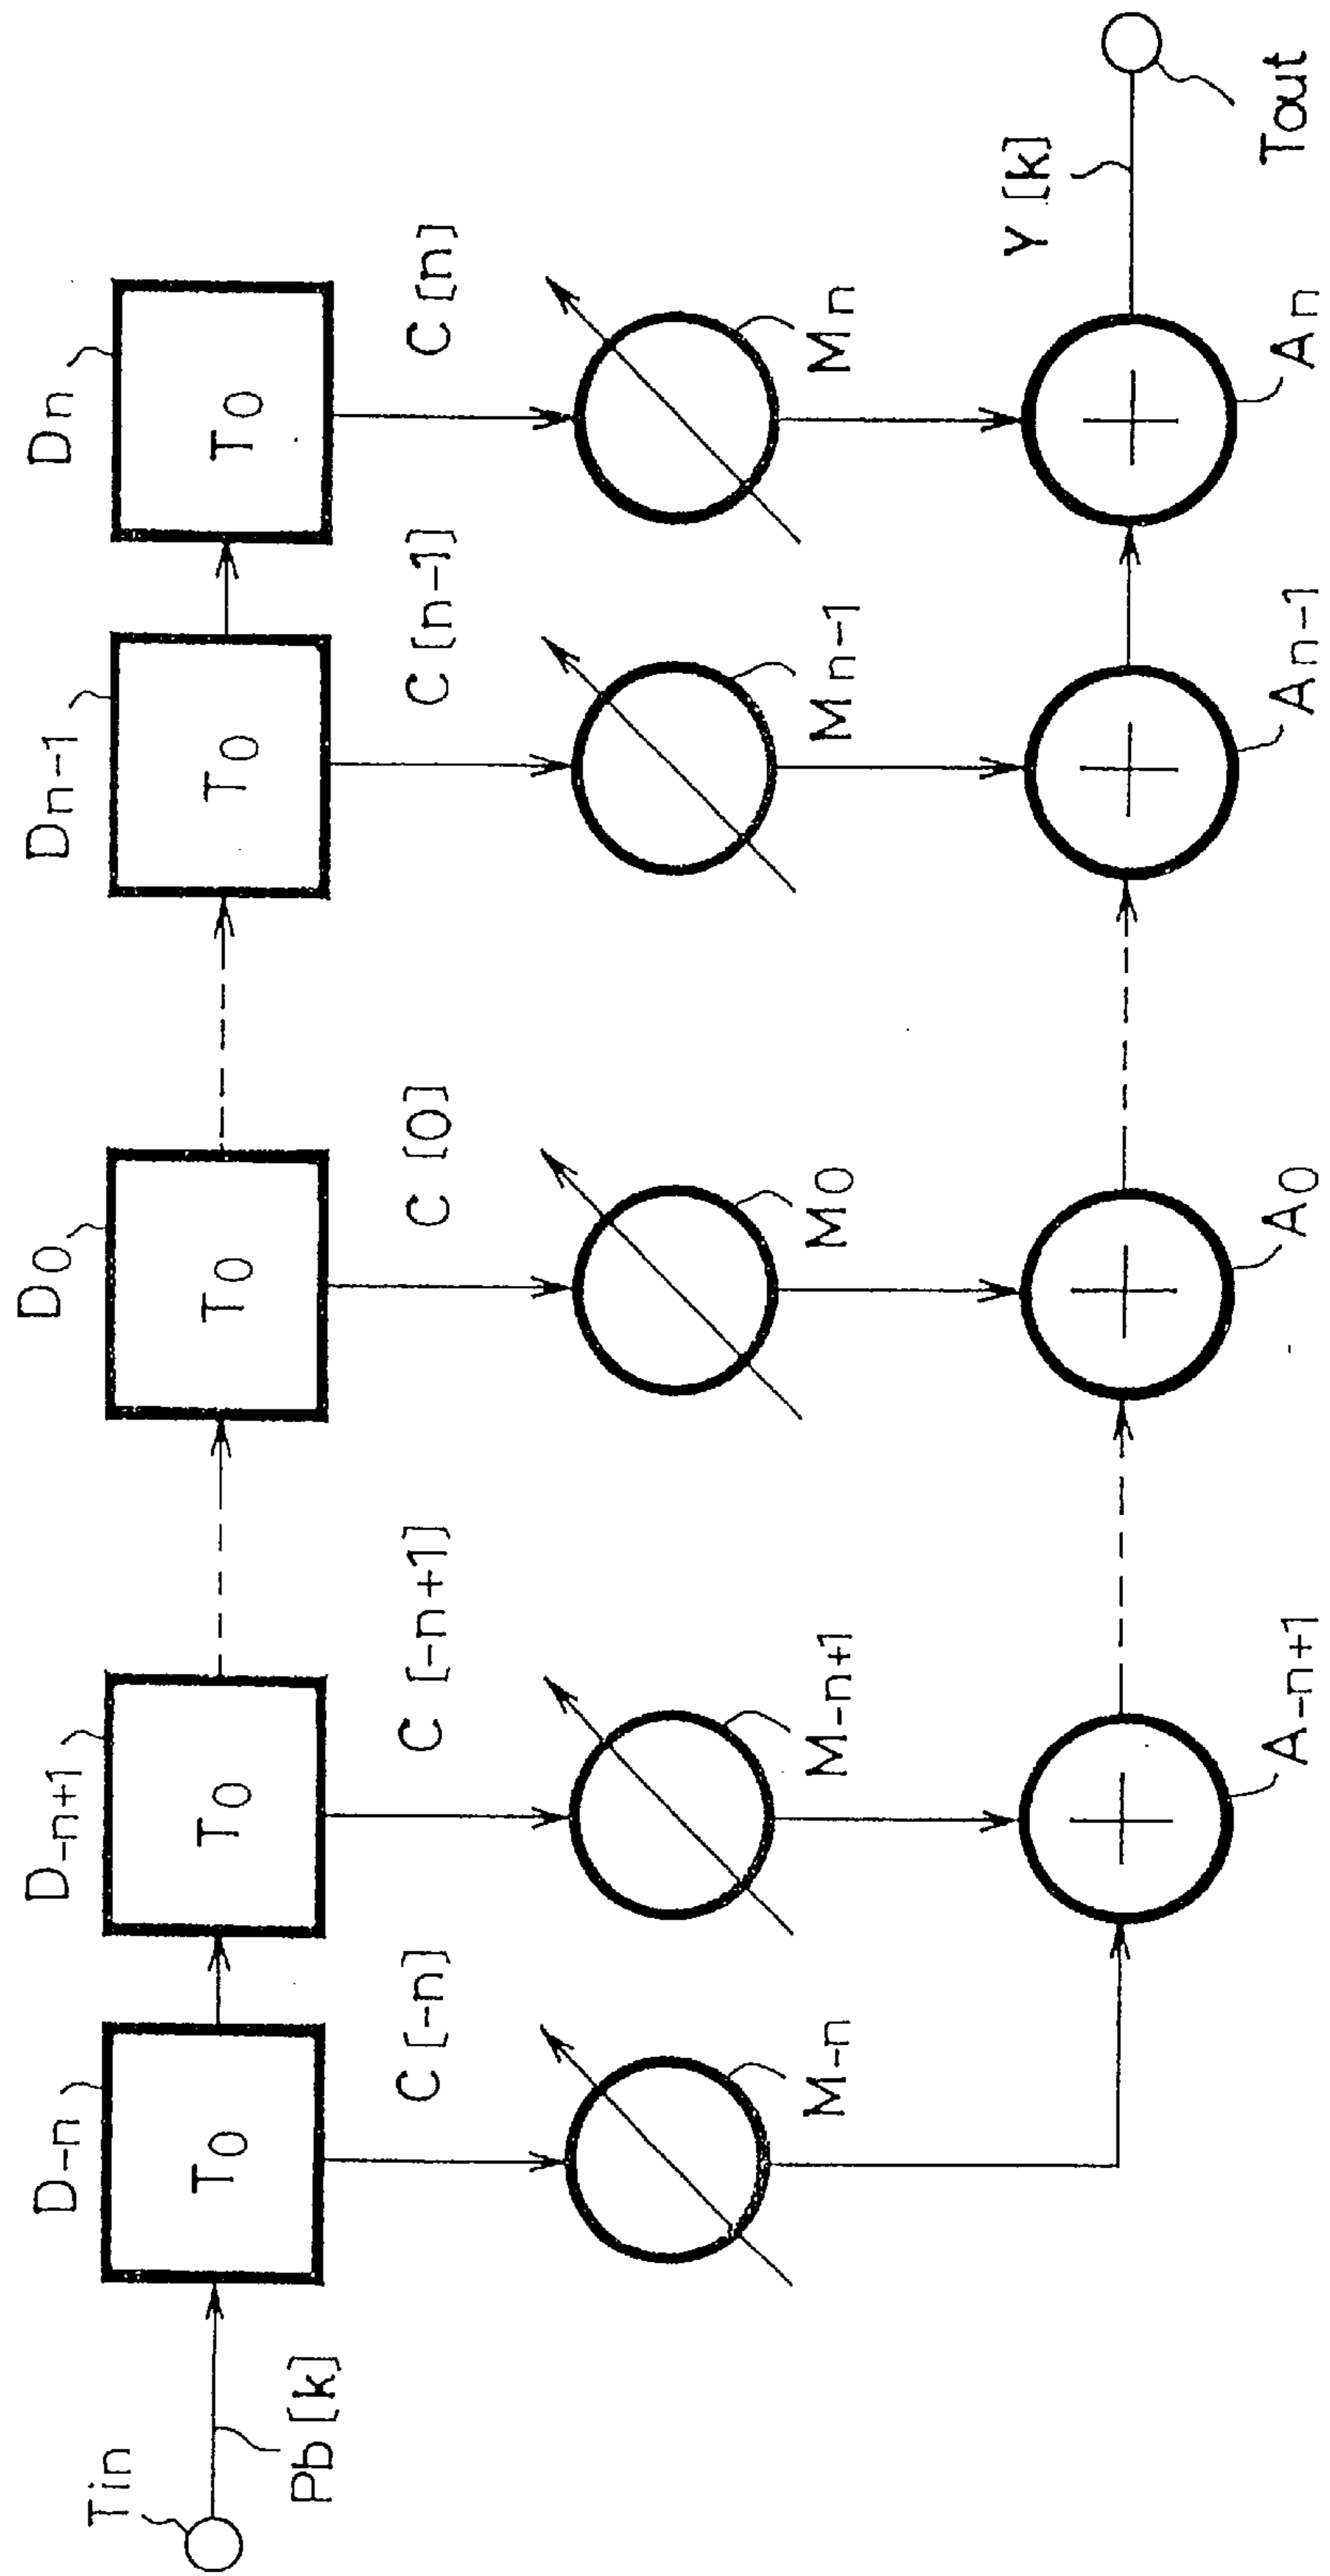 D-n
D-n+1
D0
Dn-1
Dn
Tin
T0
T0
T0
T0
T0
Pb[k]
C[-n]
C[-n+1]
C[0]
C[n-1]
C[n]
M-n
M-n+1
M0
Mn-1
Mn
Y[k]
A-n+1
A0
An-1
An
Tout